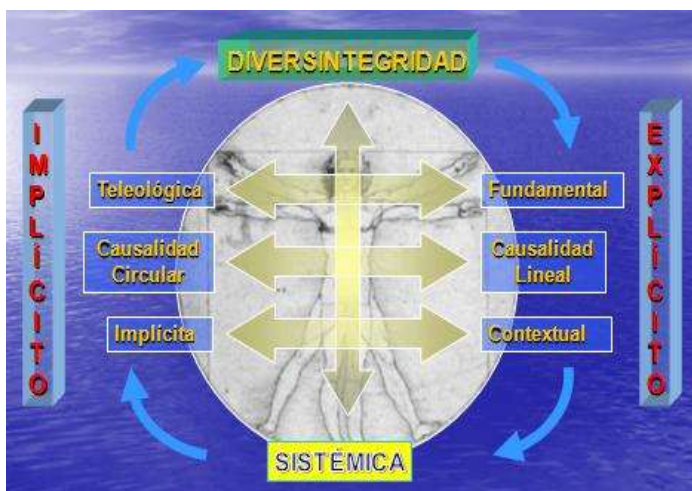 DIVERSINTEGRIDAD
IMPLÍCITO
EXPLÍCITO
Teleológica
Fundamental
Causalidad
Circular
Causalidad
Lineal
Implícita
Contextual
SISTÉMICA